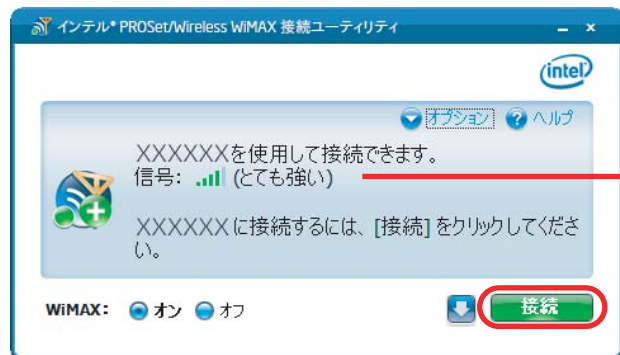 インテル® PROSet/Wireless WiMAX 接続ユーティリティ
intel
オプション ヘルプ
XXXXXXを使用して接続できます。
信号: (とても強い)
XXXXXX に接続するには、[接続] をクリックしてくださ
い。
WiMAX: オン オフ 接続